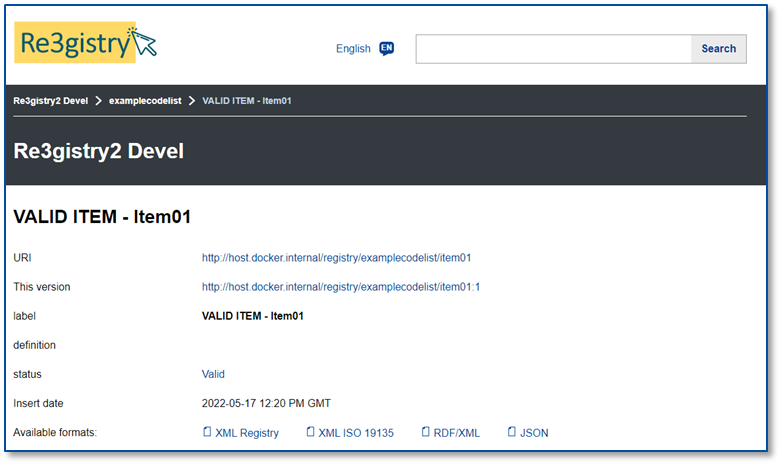 Re3gistry
English EN Search
Re3gistry2 Devel examplecodelist VALID ITEM - Item01
Re3gistry2 Devel
VALID ITEM - Item01
URI http://host.docker.internal/registry/examplecodelist/item01
This version http://host.docker.internal/registry/examplecodelist/item01:1
label VALID ITEM - Item01
definition
status Valid
Insert date 2022-05-17 12:20 PM GMT
Available formats: XML Registry XML ISO 19135 RDF/XML JSON